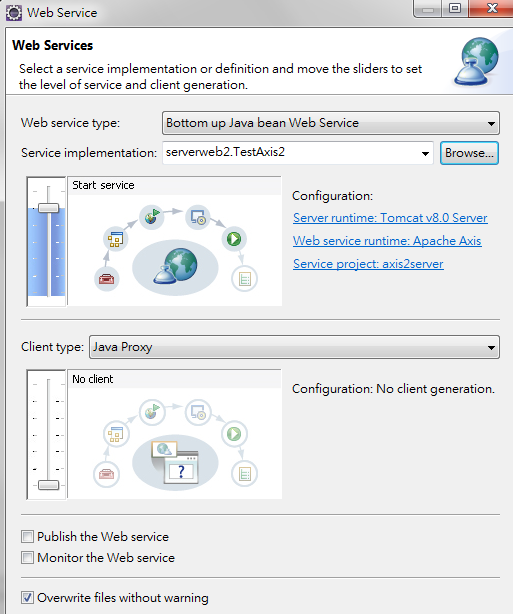 Web Service
Web Services
Select a service implementation or definition and move the sliders to set
the level of service and client generation.
Web service type: Bottom up Java bean Web Service
Service implementation: serverweb2.TestAxis2 Browse...
Start service
Configuration:
Server runtime: Tomcat v8.0 Server
Web service runtime: Apache Axis
Service project: axis2server
Client type: Java Proxy
No client
Configuration: No client generation.
?
Publish the Web service
Monitor the Web service
Overwrite files without warning